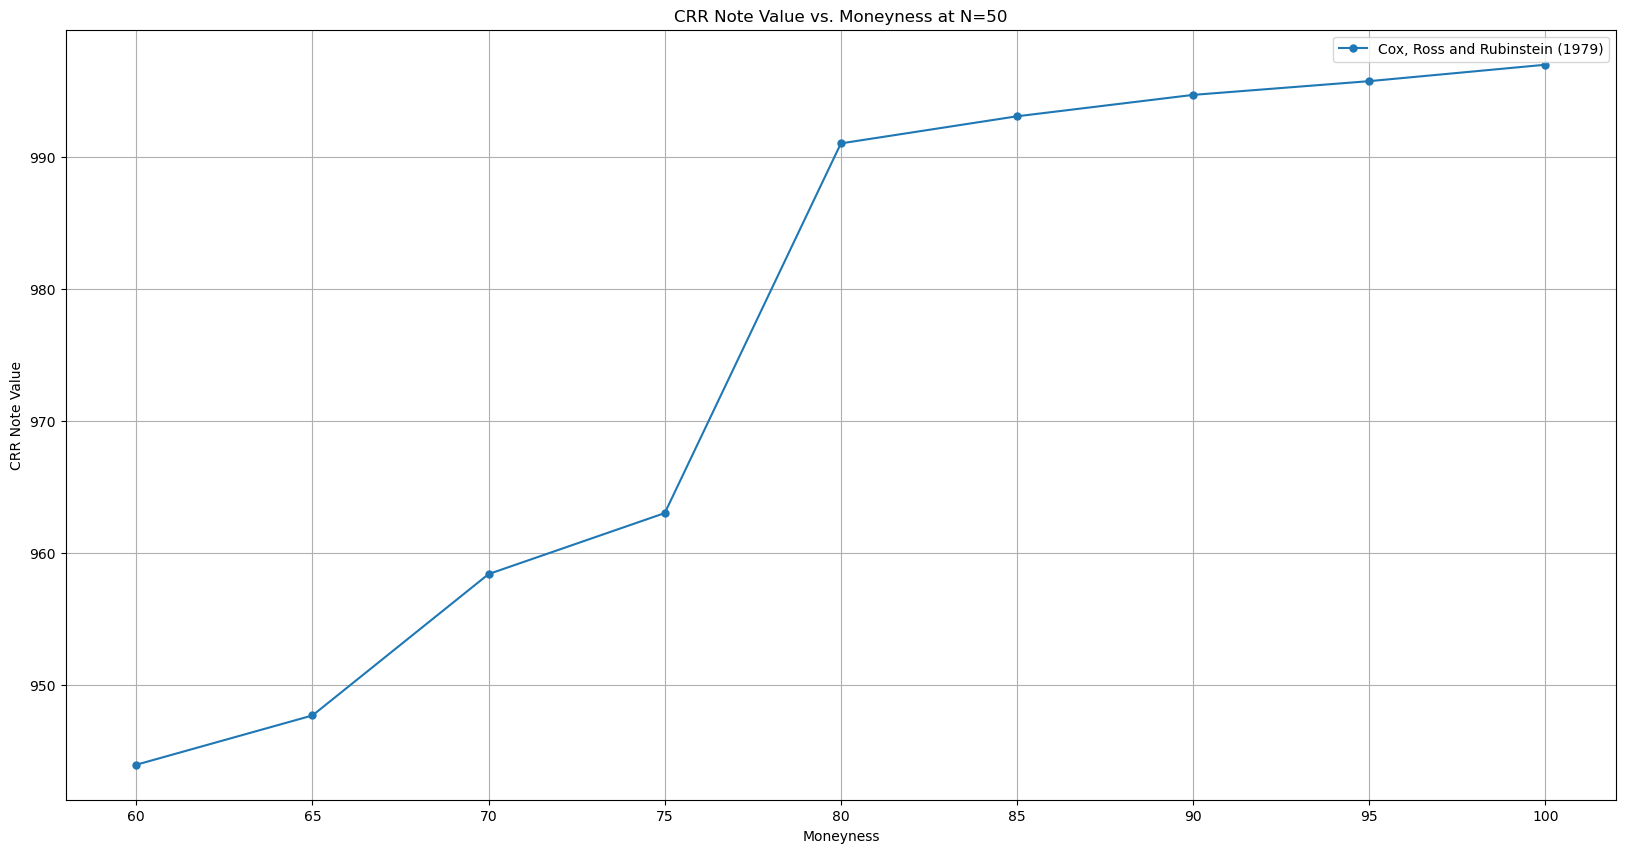 CRR Note Value vs. Moneyness at N=50
Cox, Ross and Rubinstein (1979)
CRR Note Value
990
980
970
960
950
60 65 70 75 80 85 90 95 100
Moneyness